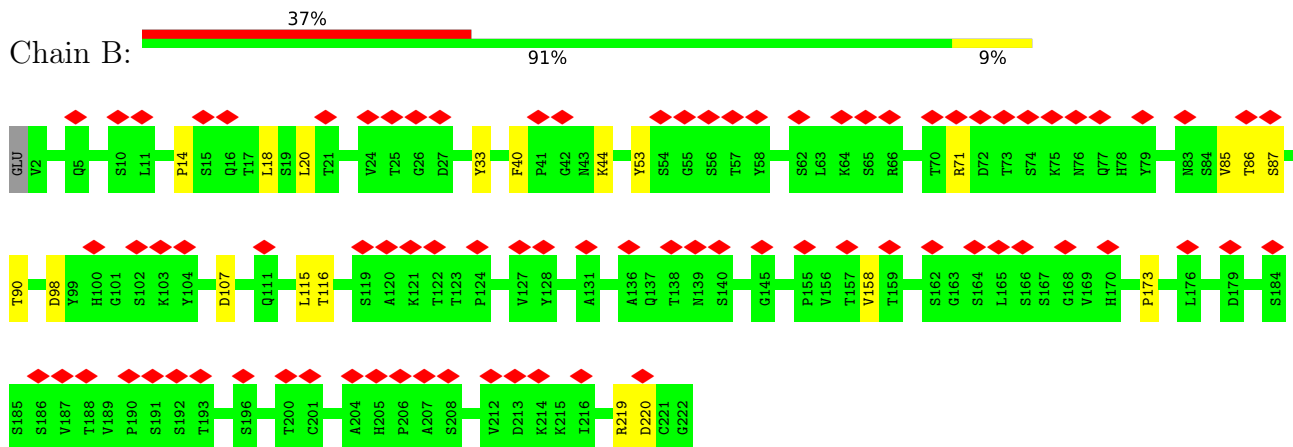 37%
Chain B:
91% 9%
GLU V2 Q5 S10 L11 P14 S15 Q16 T17 L18 S19 L20 T21 V24 T25 G26 D27 Y33 F40 P41 G42 N43 K44 Y53 S54 G55 S56 T57 Y58 S62 L63 K64 S65 R66 T70 R71 D72 T73 S74 K75 N76 Q77 H78 Y79 N83 S84 V85 T86 S87
T90 D98 Y99 H100 G101 S102 K103 Y104 D107 Q111 L115 T116 S119 A120 K121 T122 T123 P124 V127 Y128 A131 A136 Q137 T138 N139 S140 G145 P155 V156 T157 V158 T159 S162 G163 S164 L165 S166 S167 G168 V169 H170 P173 L176 D179 S184
S185 S186 V187 T188 V189 P190 S191 S192 T193 S196 T200 C201 A204 H205 P206 A207 S208 V212 D213 K214 K215 I216 R219 D220 C221 G222